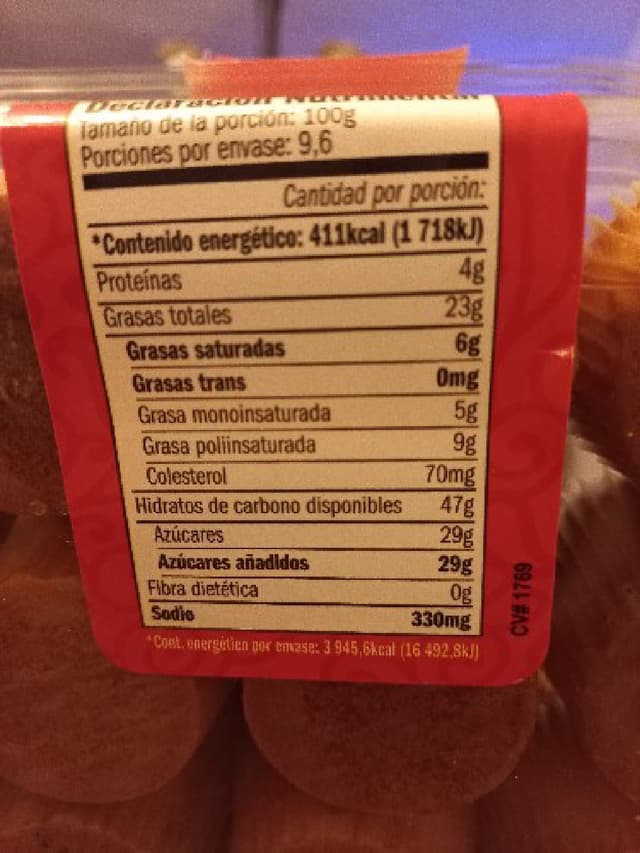 Declaración Nutrimental
Tamaño de la porción: 100g
Porciones por envase: 9,6
Cantidad por porción:
*Contenido energético: 411kcal (1 718kJ)
Proteínas 4g
Grasas totales 23g
Grasas saturadas 6g
Grasas trans 0mg
Grasa monoinsaturada 5g
Grasa poliinsaturada 9g
Colesterol 70mg
Hidratos de carbono disponibles 47g
Azúcares 29g
Azúcares añadidos 29g
Fibra dietética 0g
Sodio 330mg
*Cont. energético por envase: 3 945,6kcal (16 492,8kJ)
CV# 1769